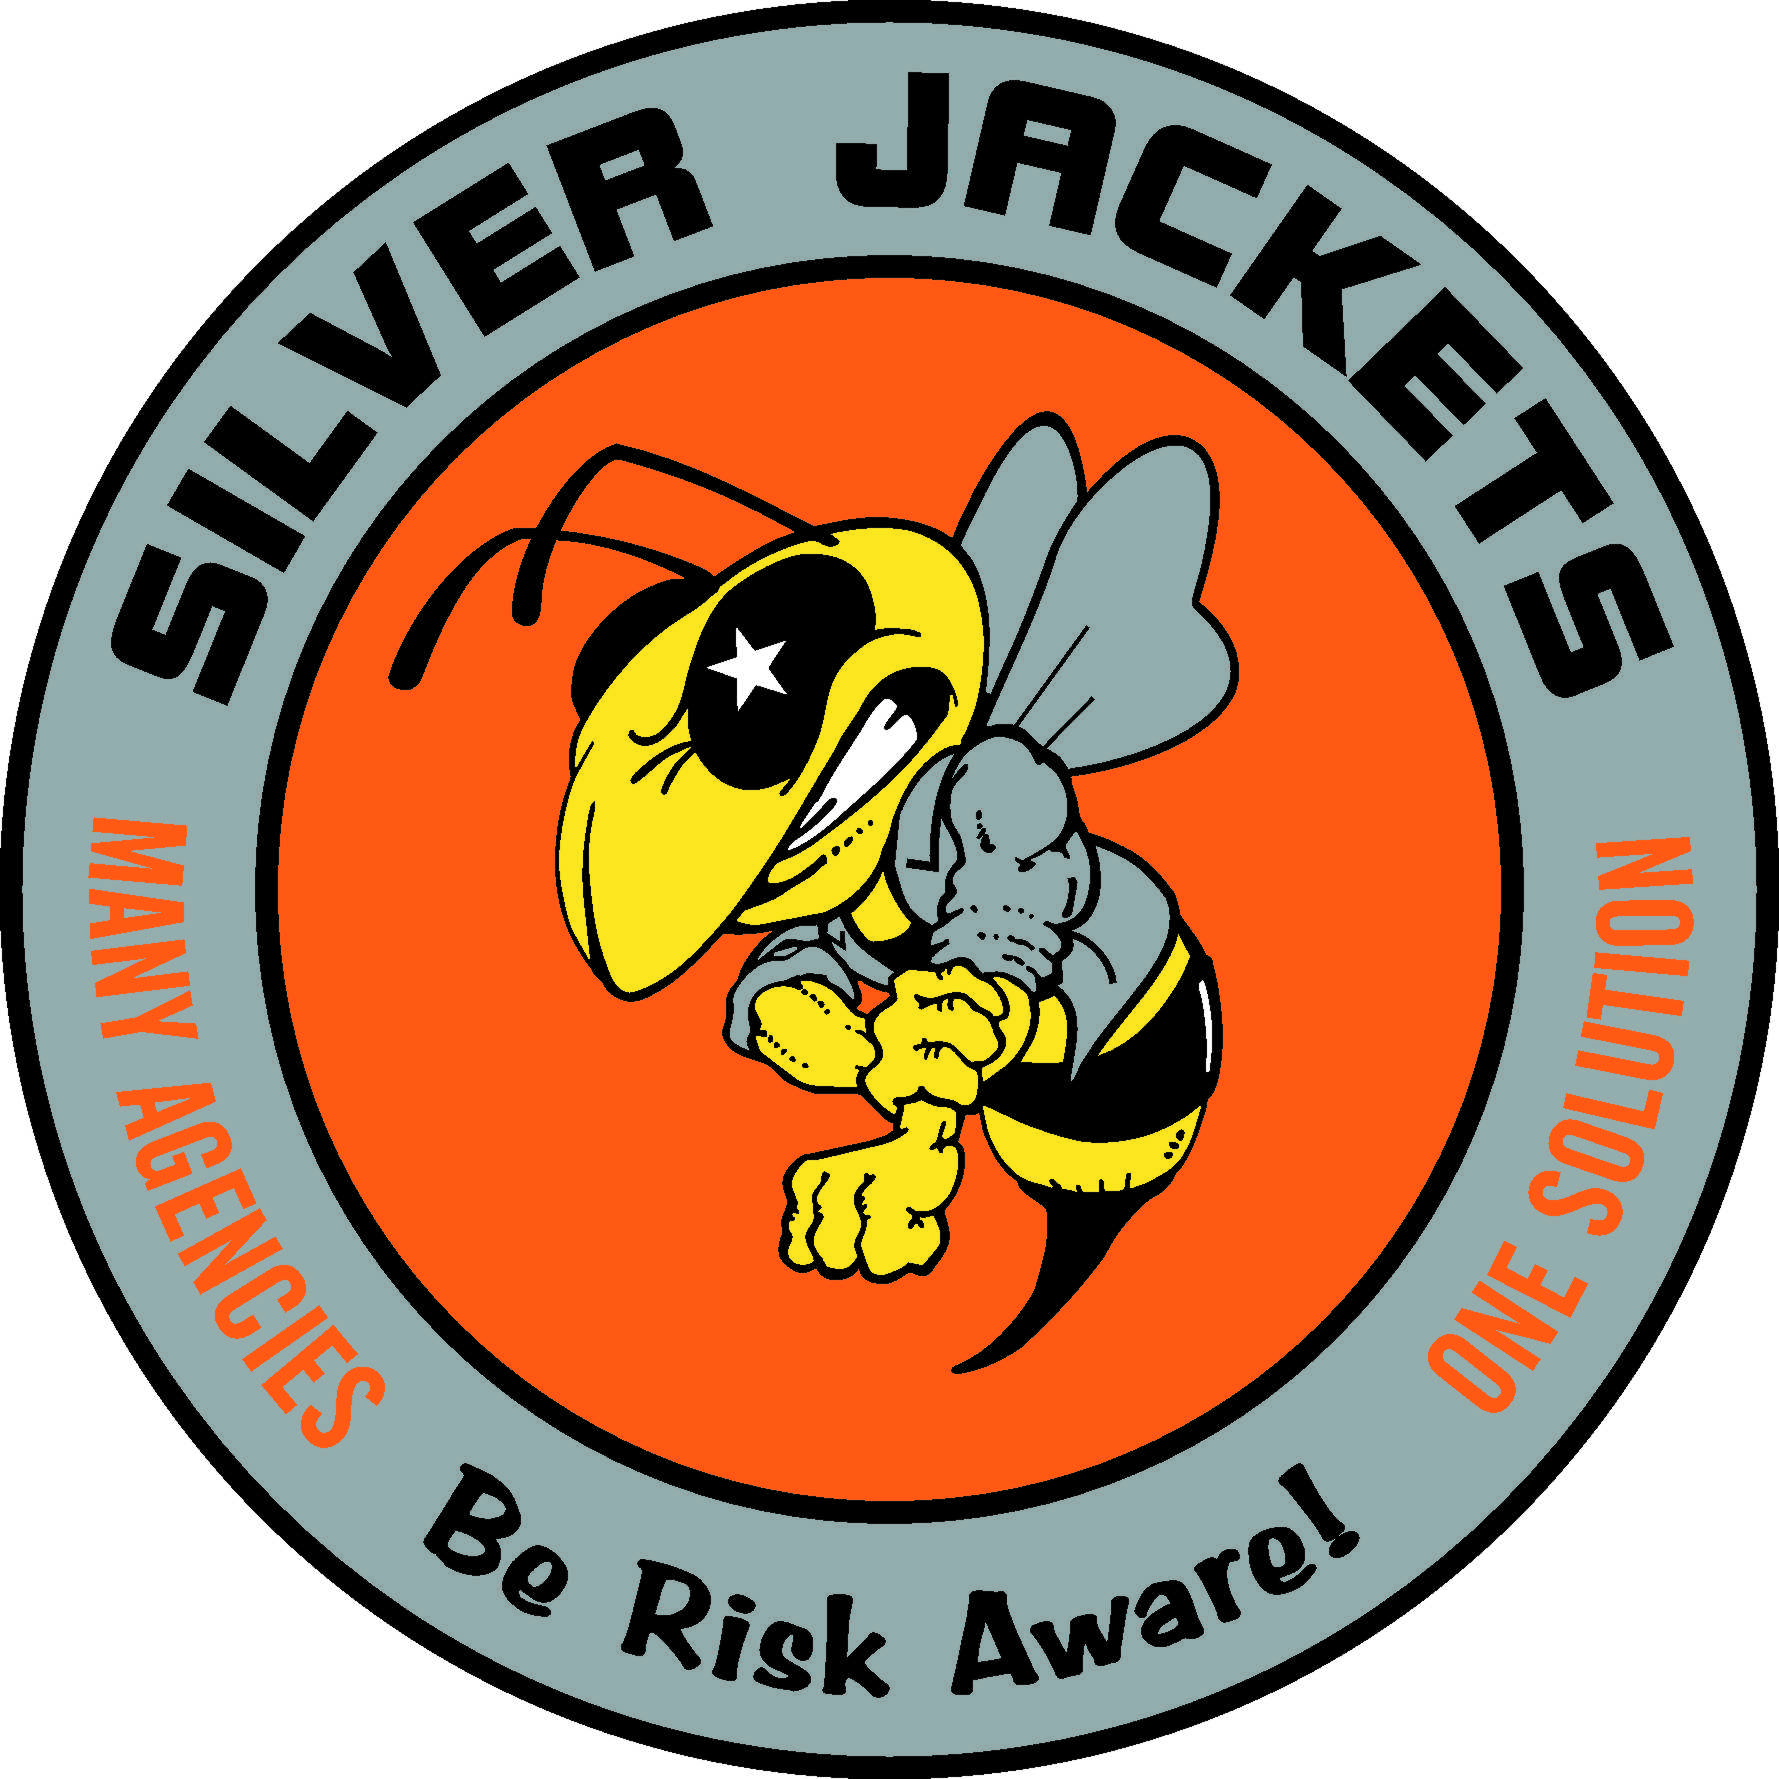 SILVER JACKETS
MANY AGENCIES
ONE SOLUTION
Be Risk Aware!